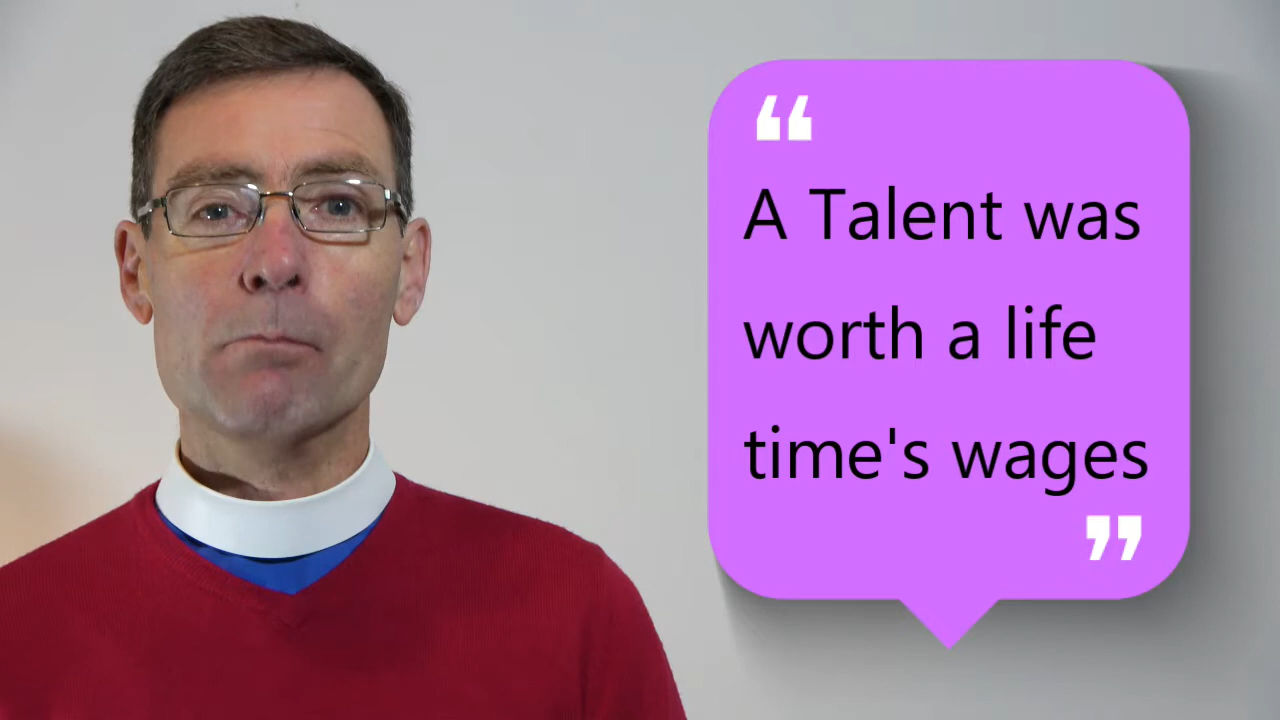 “
A Talent was
worth a life
time's wages
”